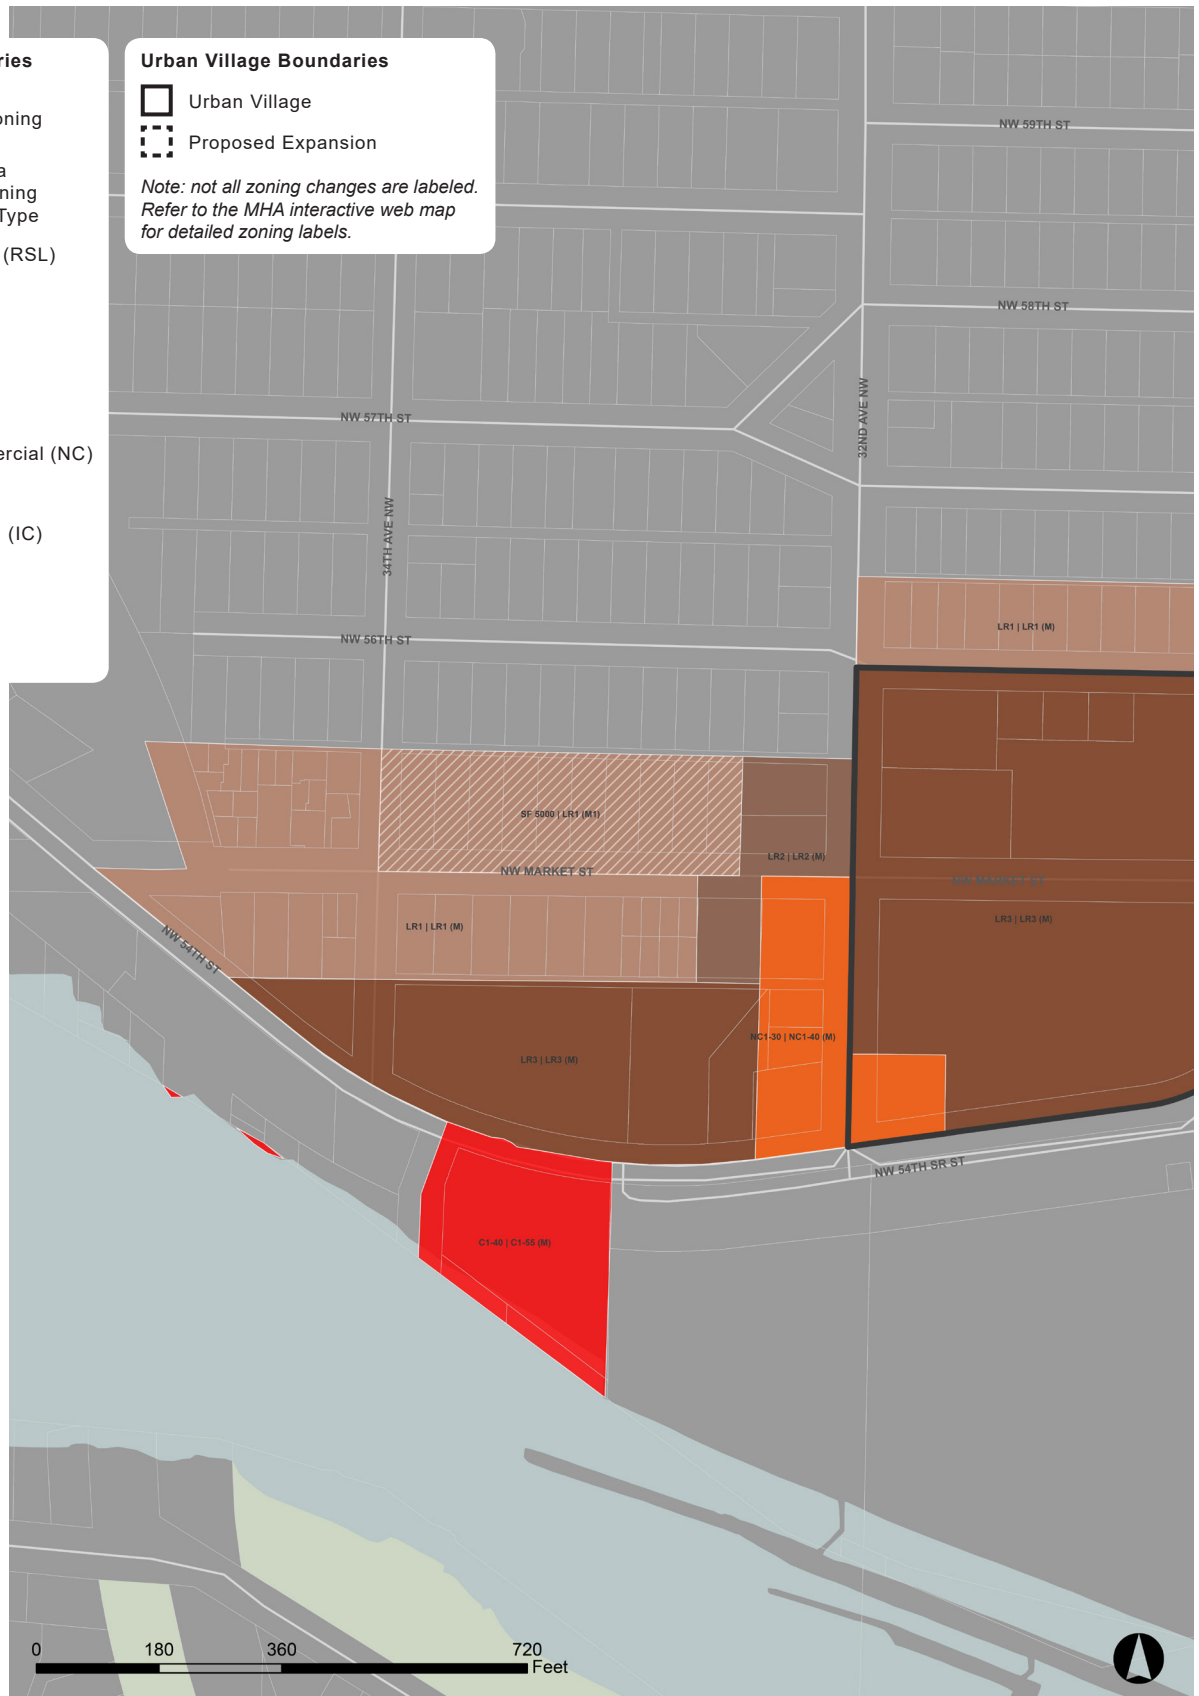 ries
oning
a
ning
Type
(RSL)
ercial (NC)
(IC)
Urban Village Boundaries
Urban Village
Proposed Expansion
Note: not all zoning changes are labeled.
Refer to the MHA interactive web map
for detailed zoning labels.
NW 59TH ST
NW 58TH ST
32ND AVE NW
NW 57TH ST
34TH AVE NW
NW 56TH ST
LR1 | LR1 (M)
SF 5000 | LR1 (M1)
LR2 | LR2 (M)
NW MARKET ST
NW MARKET ST
LR3 | LR3 (M)
LR1 | LR1 (M)
NW 54TH ST
NC1-30 | NC1-40 (M)
LR3 | LR3 (M)
NW 54TH SR ST
C1-40 | C1-55 (M)
0 180 360 720
Feet